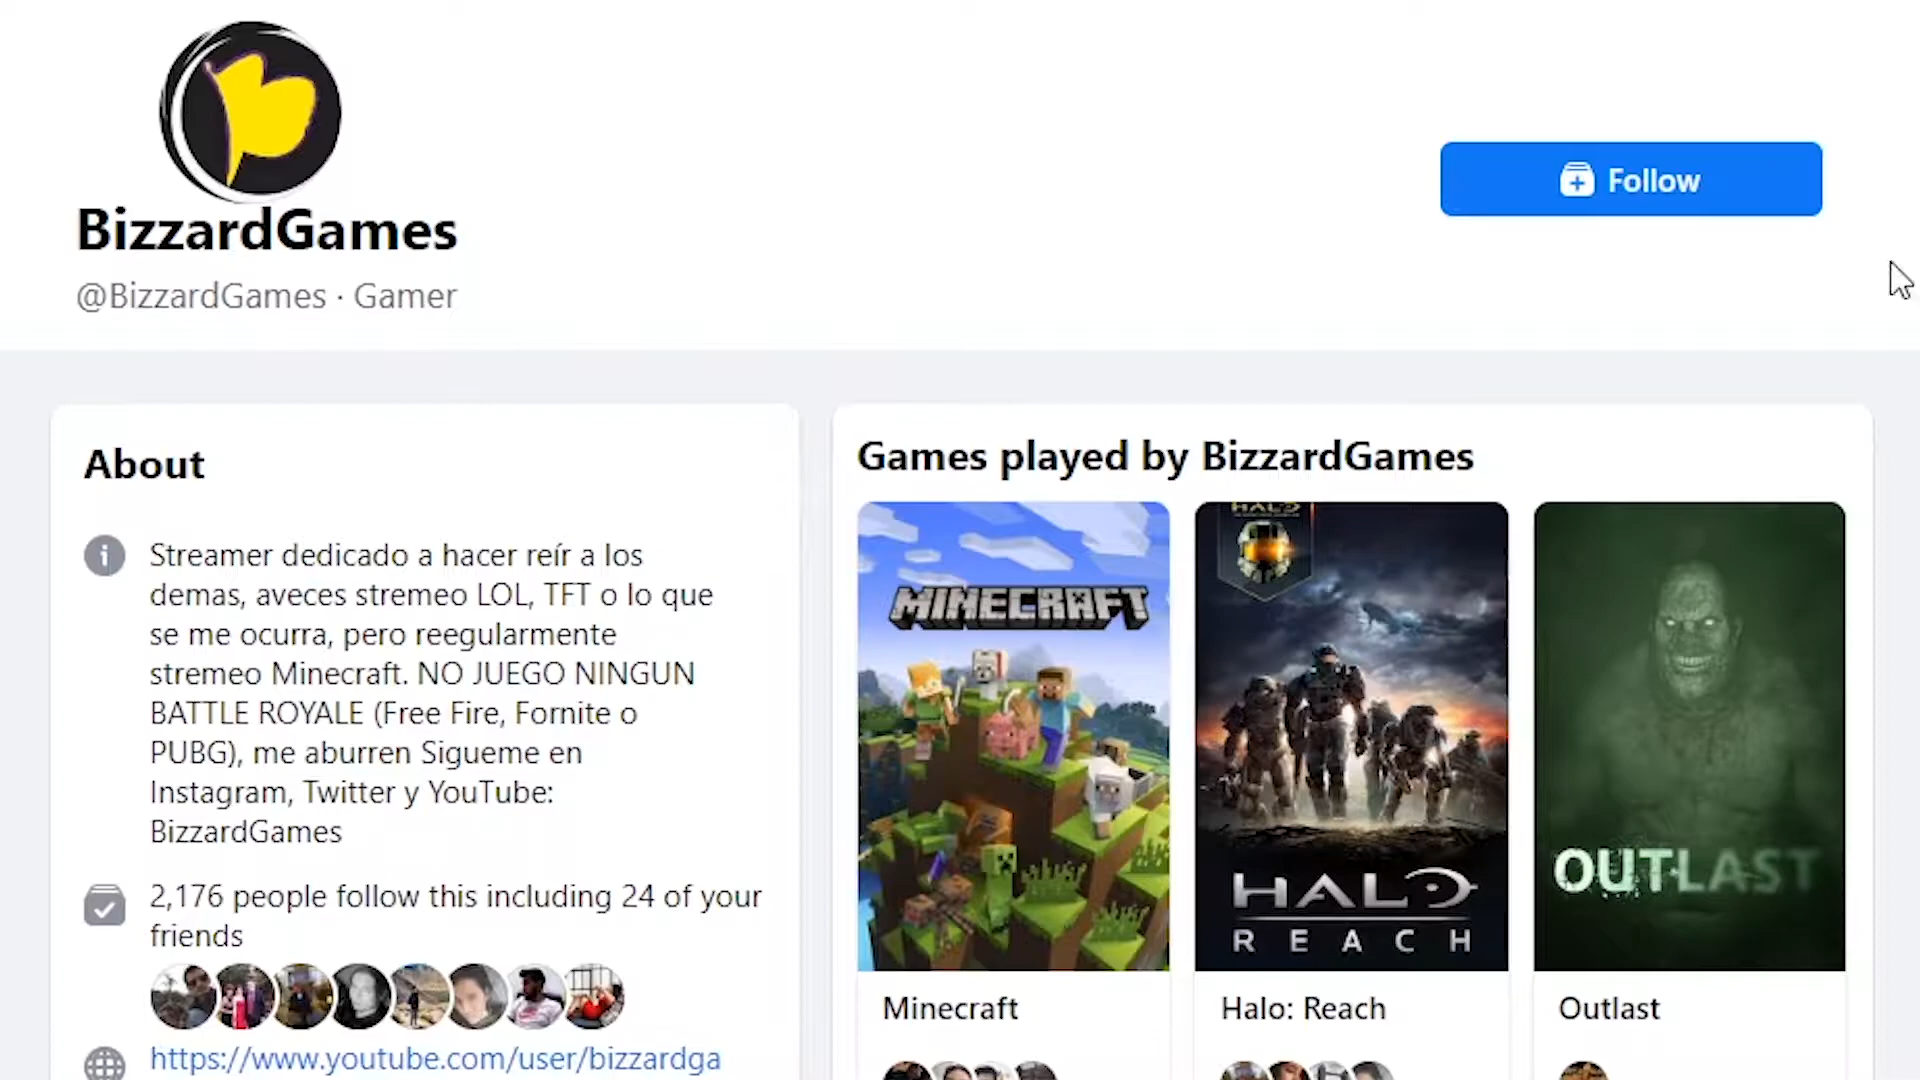 BizzardGames
@BizzardGames · Gamer
Follow
About
Streamer dedicado a hacer reír a los
demas, aveces stremeo LOL, TFT o lo que
se me ocurra, pero reegularmente
stremeo Minecraft. NO JUEGO NINGUN
BATTLE ROYALE (Free Fire, Fornite o
PUBG), me aburren Sigueme en
Instagram, Twitter y YouTube:
BizzardGames
2,176 people follow this including 24 of your
friends
https://www.youtube.com/user/bizzardga
Games played by BizzardGames
MINECRAFT
Minecraft
HALO
HALO
REACH
Halo: Reach
OUTLAST
Outlast